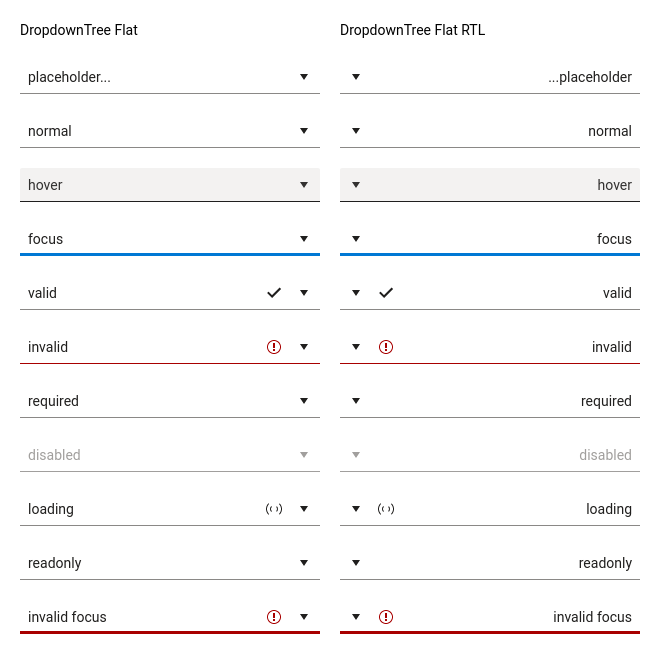 DropdownTree Flat
placeholder...
normal
hover
focus
valid
invalid
required
disabled
loading
readonly
invalid focus
DropdownTree Flat RTL
...placeholder
normal
hover
focus
valid
invalid
required
disabled
loading
readonly
invalid focus